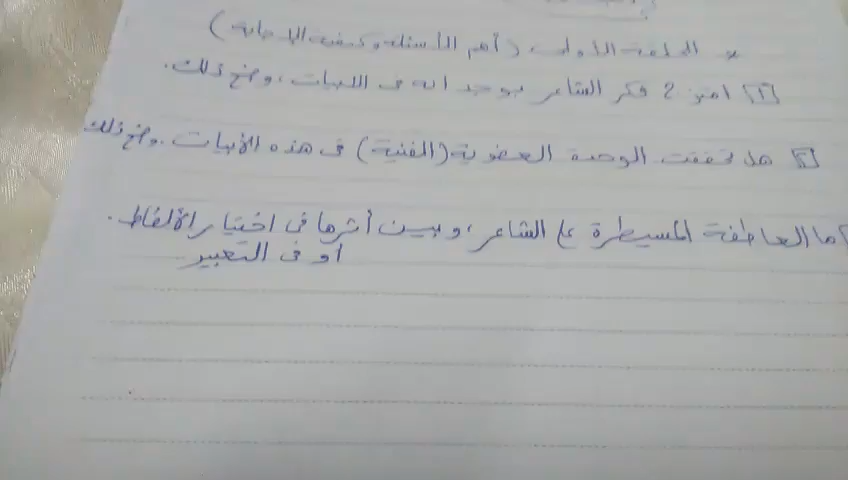 * الحلقة الأولى (أهم الأسئلة وكيفية الإجابة)
[1] امتزج فكر الشاعر بوجدانه في الأبيات، وضح ذلك.
[2] هل تحققت الوحدة العضوية (الفنية) في هذه الأبيات. وضح ذلك
ما العاطفة المسيطرة على الشاعر، وبين أثرها في اختيار الألفاظ.
أو في التعبير